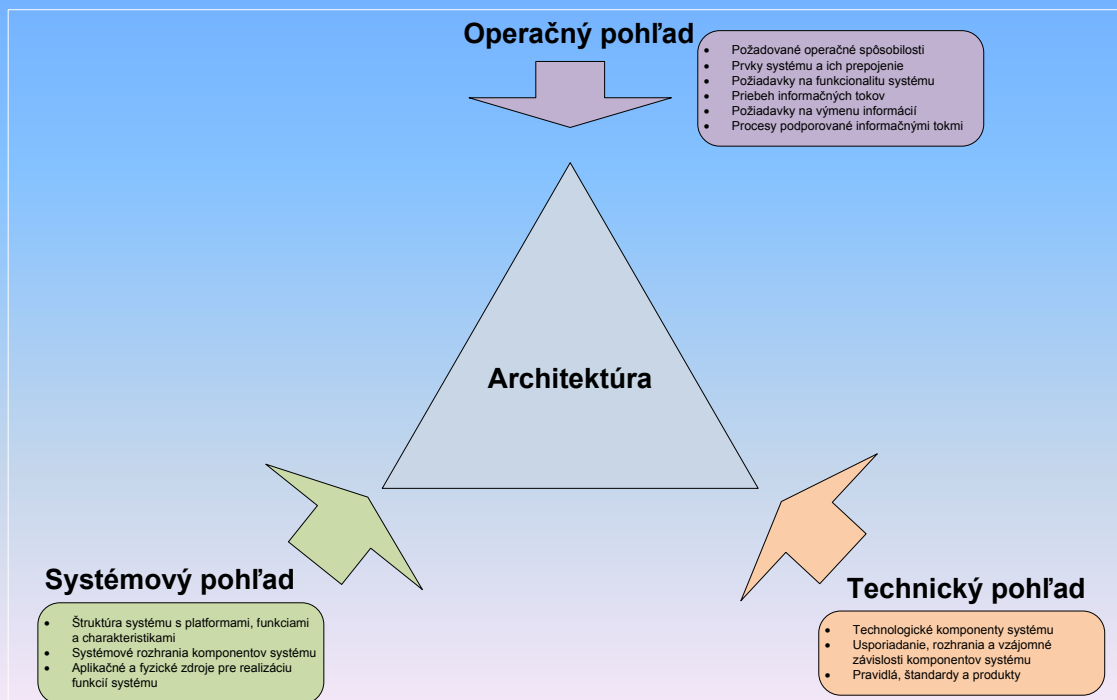 Operačný pohľad
• Požadované operačné spôsobilosti
• Prvky systému a ich prepojenie
• Požiadavky na funkcionalitu systému
• Priebeh informačných tokov
• Požiadavky na výmenu informácií
• Procesy podporované informačnými tokmi
Architektúra
Systémový pohľad
• Štruktúra systému s platformami, funkciami
a charakteristikami
• Systémové rozhrania komponentov systému
• Aplikačné a fyzické zdroje pre realizáciu
funkcií systému
Technický pohľad
• Technologické komponenty systému
• Usporiadanie, rozhrania a vzájomné
závislosti komponentov systému
• Pravidlá, štandardy a produkty